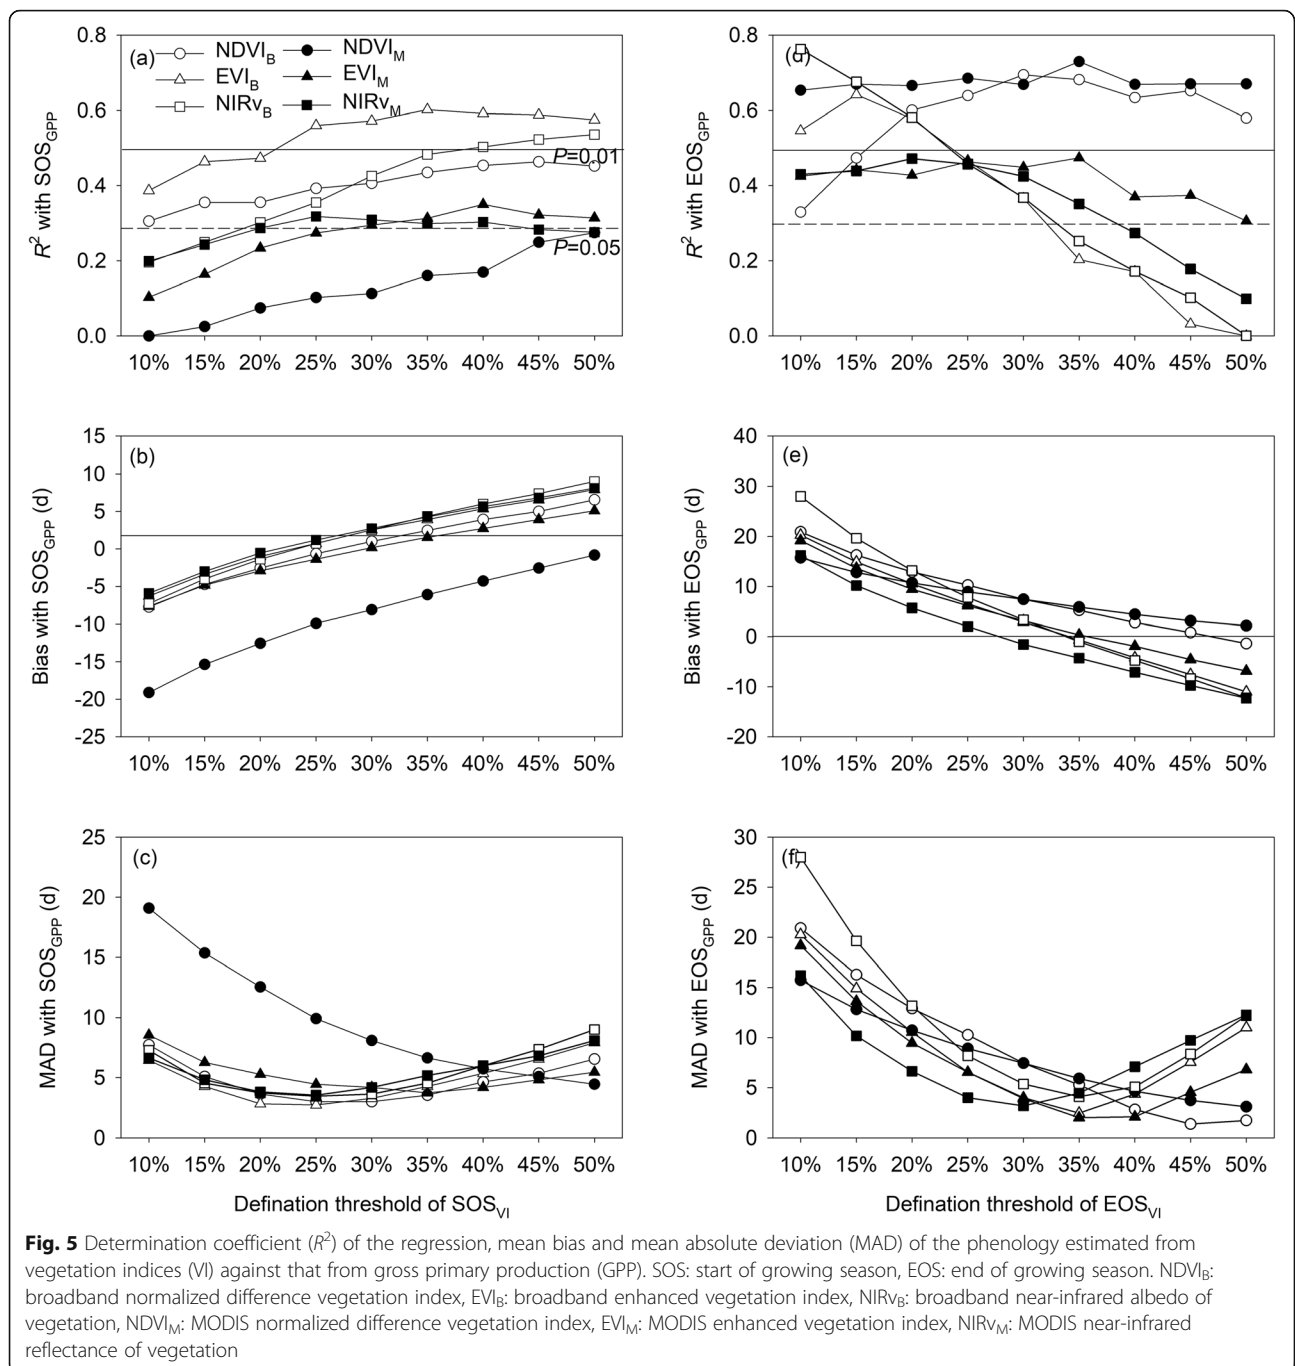 (a)
NDVI_B
EVI_B
NIRv_B
NDVI_M
EVI_M
NIRv_M
R² with SOS_GPP
0.8
0.6
0.4
0.2
0.0
P=0.01
P=0.05
10% 15% 20% 25% 30% 35% 40% 45% 50%
(d)
R² with EOS_GPP
0.8
0.6
0.4
0.2
0.0
10% 15% 20% 25% 30% 35% 40% 45% 50%
(b)
Bias with SOS_GPP (d)
15
10
5
0
-5
-10
-15
-20
-25
10% 15% 20% 25% 30% 35% 40% 45% 50%
(e)
Bias with EOS_GPP (d)
40
30
20
10
0
-10
-20
10% 15% 20% 25% 30% 35% 40% 45% 50%
(c)
MAD with SOS_GPP (d)
25
20
15
10
5
0
10% 15% 20% 25% 30% 35% 40% 45% 50%
Defination threshold of SOS_VI
(f)
MAD with EOS_GPP (d)
30
25
20
15
10
5
0
10% 15% 20% 25% 30% 35% 40% 45% 50%
Defination threshold of EOS_VI
Fig. 5 Determination coefficient (R²) of the regression, mean bias and mean absolute deviation (MAD) of the phenology estimated from
vegetation indices (VI) against that from gross primary production (GPP). SOS: start of growing season, EOS: end of growing season. NDVI_B:
broadband normalized difference vegetation index, EVI_B: broadband enhanced vegetation index, NIRv_B: broadband near-infrared albedo of
vegetation, NDVI_M: MODIS normalized difference vegetation index, EVI_M: MODIS enhanced vegetation index, NIRv_M: MODIS near-infrared
reflectance of vegetation